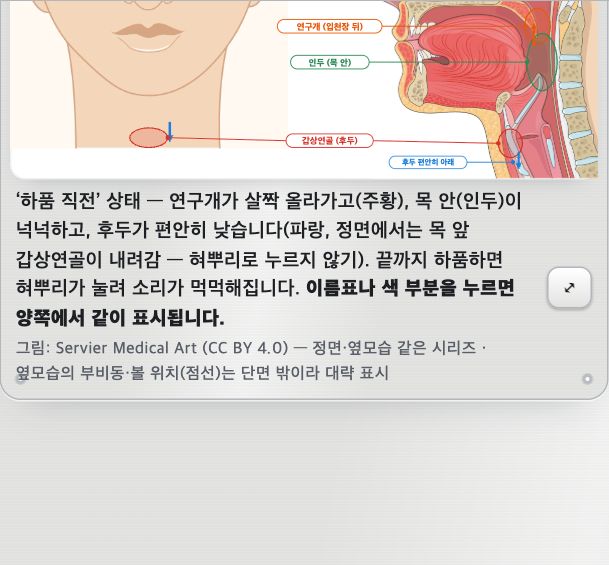 연구개 (입천장 뒤)
인두 (목 안)
갑상연골 (후두)
후두 편안히 아래
‘하품 직전’ 상태 — 연구개가 살짝 올라가고(주황), 목 안(인두)이
넉넉하고, 후두가 편안히 낮습니다(파랑, 정면에서는 목 앞
갑상연골이 내려감 — 혀뿌리로 누르지 않기). 끝까지 하품하면
혀뿌리가 눌려 소리가 먹먹해집니다. 이름표나 색 부분을 누르면
양쪽에서 같이 표시됩니다.
그림: Servier Medical Art (CC BY 4.0) — 정면·옆모습 같은 시리즈 ·
옆모습의 부비동·볼 위치(점선)는 단면 밖이라 대략 표시